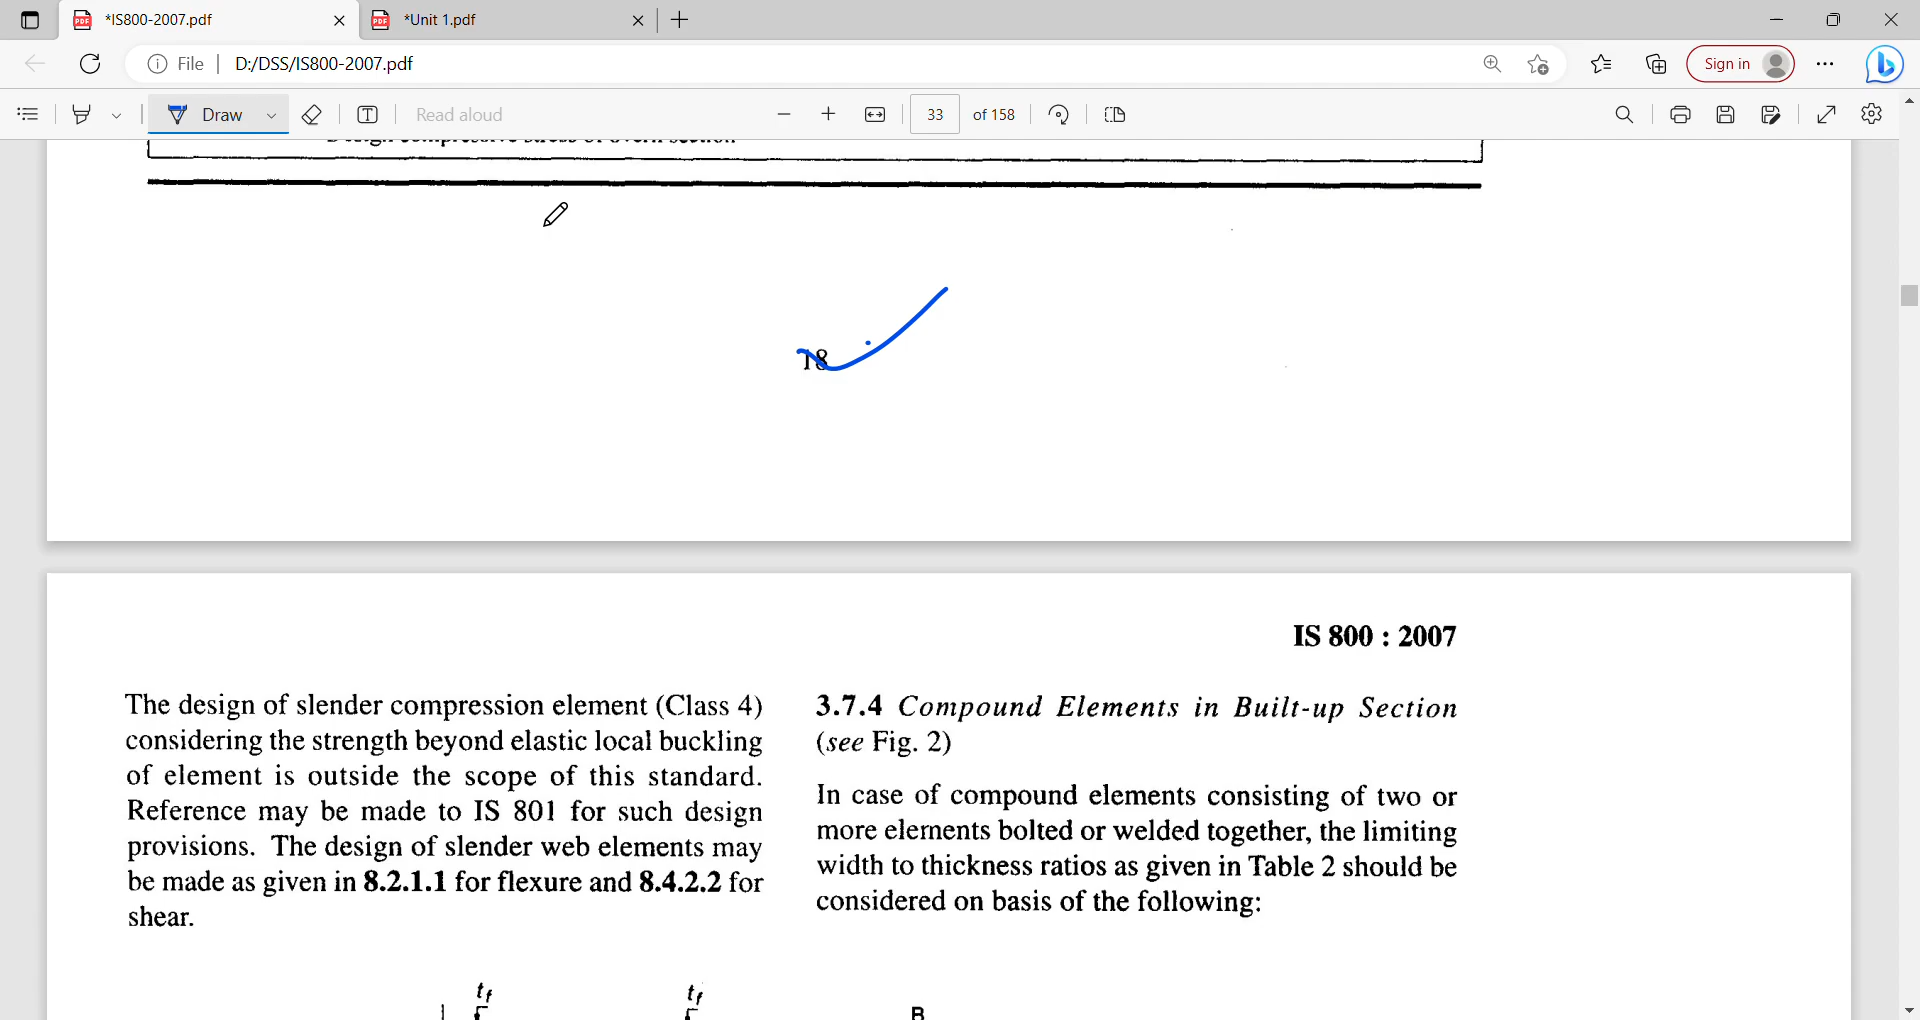 *IS800-2007.pdf
*Unit 1.pdf
File
D:/DSS/IS800-2007.pdf
Sign in
Draw
Read aloud
33 of 158
18
IS 800 : 2007
The design of slender compression element (Class 4)
considering the strength beyond elastic local buckling
of element is outside the scope of this standard.
Reference may be made to IS 801 for such design
provisions. The design of slender web elements may
be made as given in 8.2.1.1 for flexure and 8.4.2.2 for
shear.
3.7.4 Compound Elements in Built-up Section
(see Fig. 2)
In case of compound elements consisting of two or
more elements bolted or welded together, the limiting
width to thickness ratios as given in Table 2 should be
considered on basis of the following:
tf
tf
B